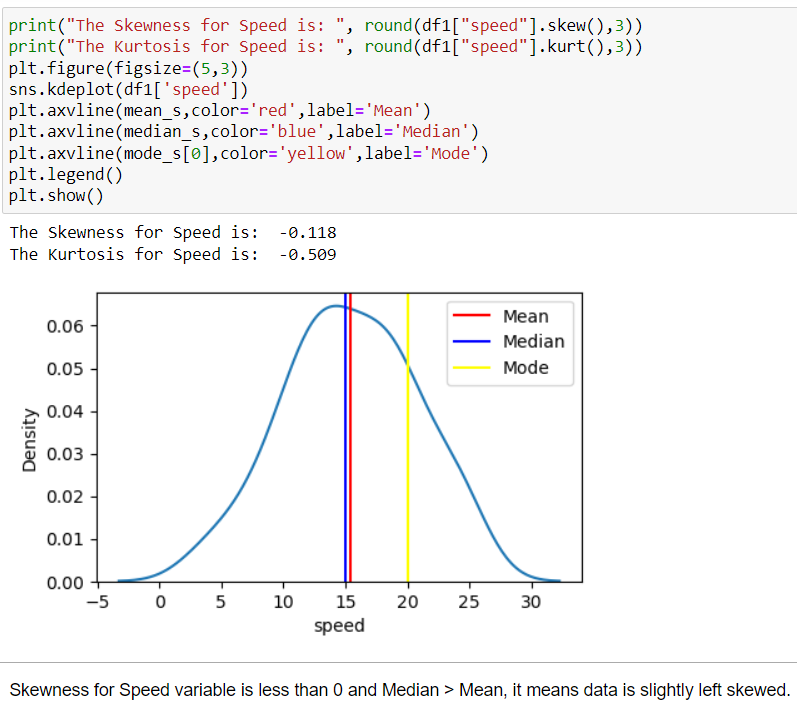 print("The Skewness for Speed is: ", round(df1["speed"].skew(),3))
print("The Kurtosis for Speed is: ", round(df1["speed"].kurt(),3))
plt.figure(figsize=(5,3))
sns.kdeplot(df1['speed'])
plt.axvline(mean_s,color='red',label='Mean')
plt.axvline(median_s,color='blue',label='Median')
plt.axvline(mode_s[0],color='yellow',label='Mode')
plt.legend()
plt.show()
The Skewness for Speed is:  -0.118
The Kurtosis for Speed is:  -0.509
Mean
Median
Mode
0.06
0.05
0.04
0.03
0.02
0.01
0.00
Density
−5 0 5 10 15 20 25 30
speed
Skewness for Speed variable is less than 0 and Median > Mean, it means data is slightly left skewed.